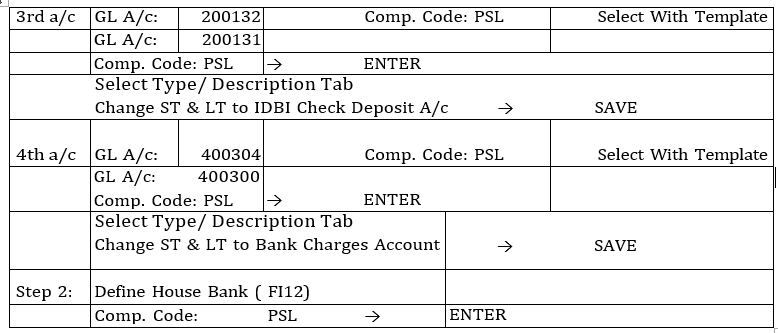 3rd a/c GL A/c: 200132 Comp. Code: PSL Select With Template
GL A/c: 200131
Comp. Code: PSL → ENTER
Select Type/ Description Tab
Change ST & LT to IDBI Check Deposit A/c → SAVE
4th a/c GL A/c: 400304 Comp. Code: PSL Select With Template
GL A/c: 400300
Comp. Code: PSL → ENTER
Select Type/ Description Tab
Change ST & LT to Bank Charges Account → SAVE
Step 2: Define House Bank ( FI12)
Comp. Code: PSL → ENTER